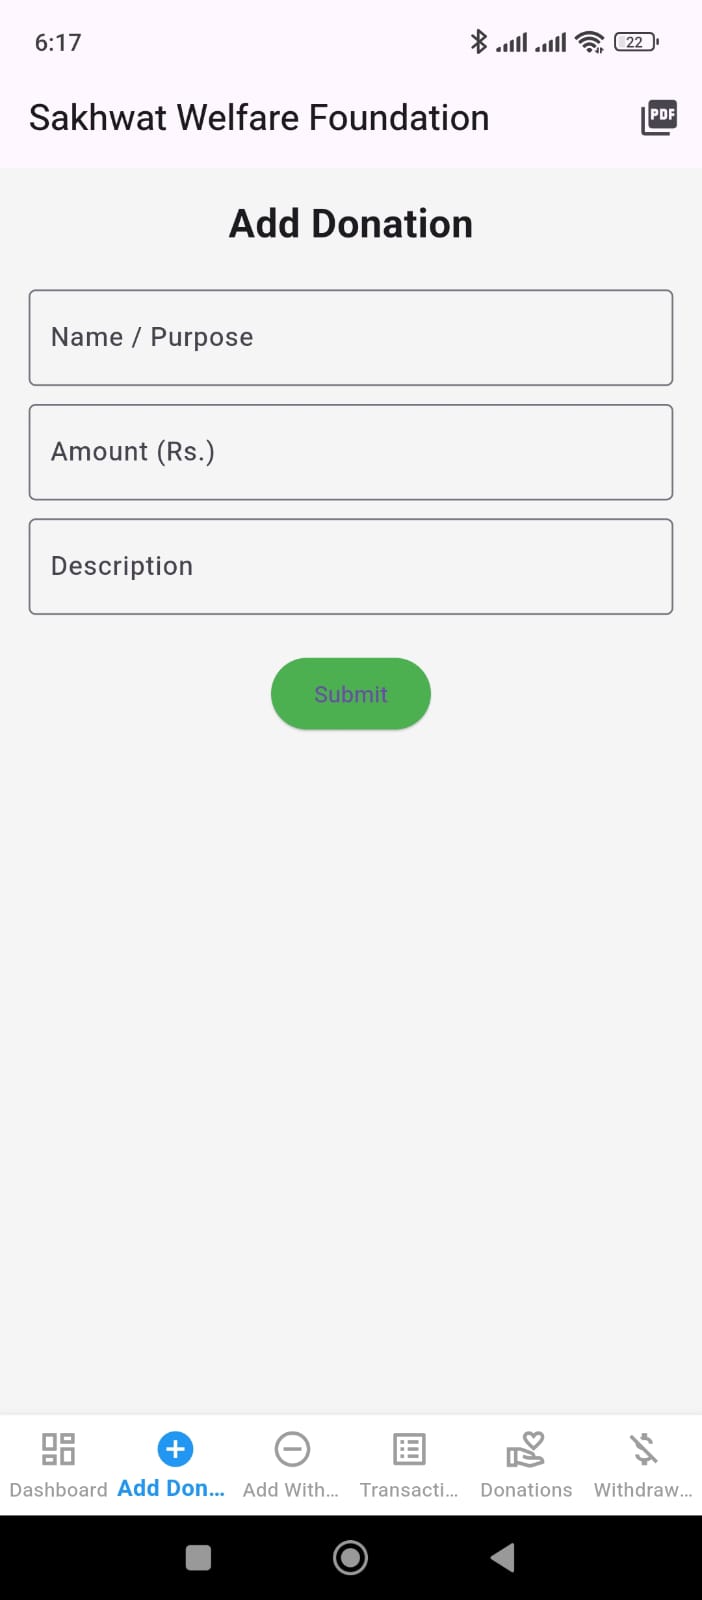 6:17
22
Sakhwat Welfare Foundation
PDF
Add Donation
Name / Purpose
Amount (Rs.)
Description
Submit
Dashboard
Add Don...
Add With...
Transacti...
Donations
Withdraw...